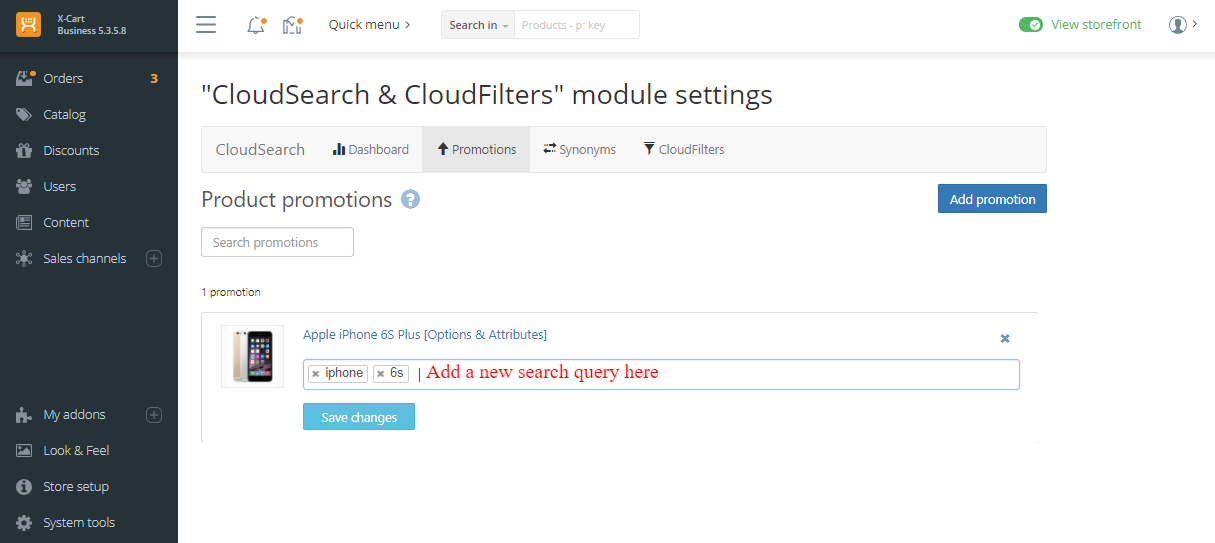 X-Cart
Business 5.3.5.8
Quick menu
Search in
Products - p: key
View storefront
Orders 3
Catalog
Discounts
Users
Content
Sales channels
My addons
Look & Feel
Store setup
System tools
"CloudSearch & CloudFilters" module settings
CloudSearch Dashboard Promotions Synonyms CloudFilters
Product promotions ?
Add promotion
Search promotions
1 promotion
Apple iPhone 6S Plus [Options & Attributes]
iphone 6s Add a new search query here
Save changes